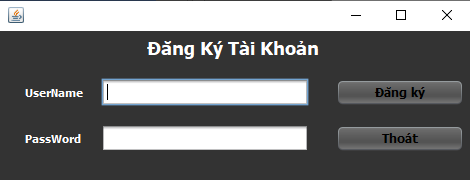 Đăng Ký Tài Khoản
UserName
Đăng ký
PassWord
Thoát